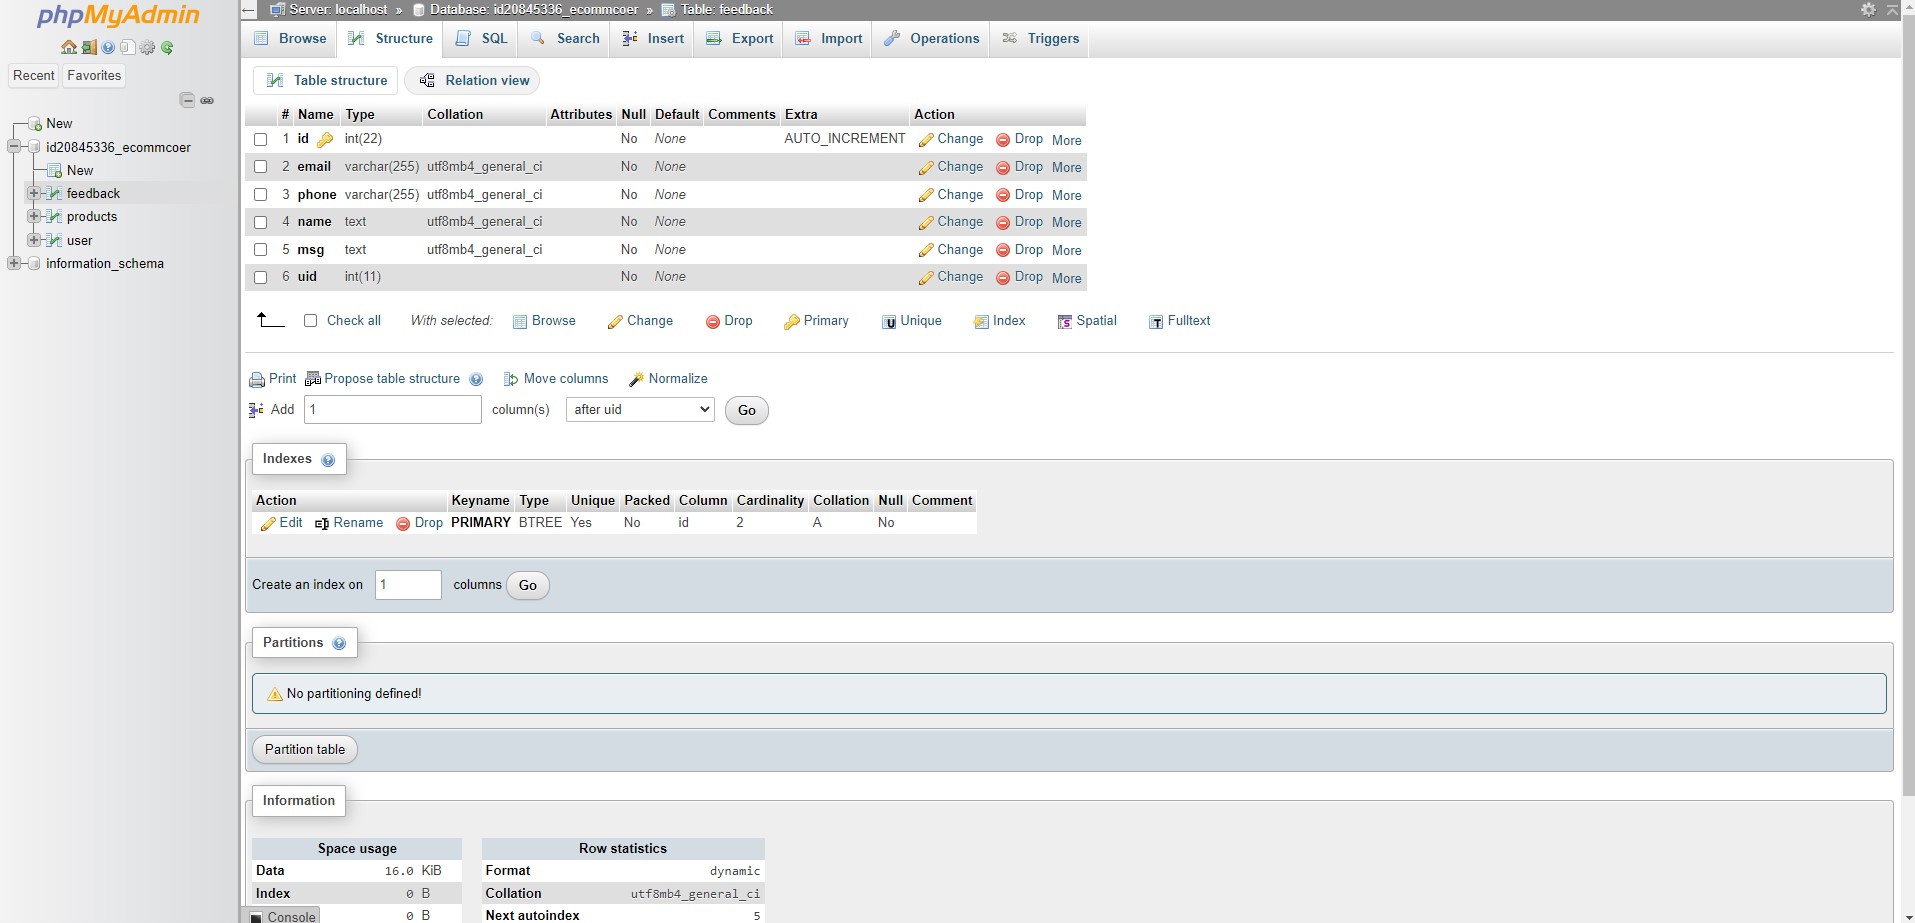 phpMyAdmin
Server: localhost » Database: id20845336_ecommcoer » Table: feedback
Browse Structure SQL Search Insert Export Import Operations Triggers
Recent Favorites
New
id20845336_ecommcoer
New
feedback
products
user
information_schema
Table structure Relation view
# Name Type Collation Attributes Null Default Comments Extra Action
1 id int(22) No None AUTO_INCREMENT Change Drop More
2 email varchar(255) utf8mb4_general_ci No None Change Drop More
3 phone varchar(255) utf8mb4_general_ci No None Change Drop More
4 name text utf8mb4_general_ci No None Change Drop More
5 msg text utf8mb4_general_ci No None Change Drop More
6 uid int(11) No None Change Drop More
Check all With selected: Browse Change Drop Primary Unique Index Spatial Fulltext
Print Propose table structure Move columns Normalize
Add 1 column(s) after uid Go
Indexes
Action Keyname Type Unique Packed Column Cardinality Collation Null Comment
Edit Rename Drop PRIMARY BTREE Yes No id 2 A No
Create an index on 1 columns Go
Partitions
No partitioning defined!
Partition table
Information
Space usage
Data 16.0 KiB
Index 0 B
0 B
Row statistics
Format dynamic
Collation utf8mb4_general_ci
Next autoindex 5
Console